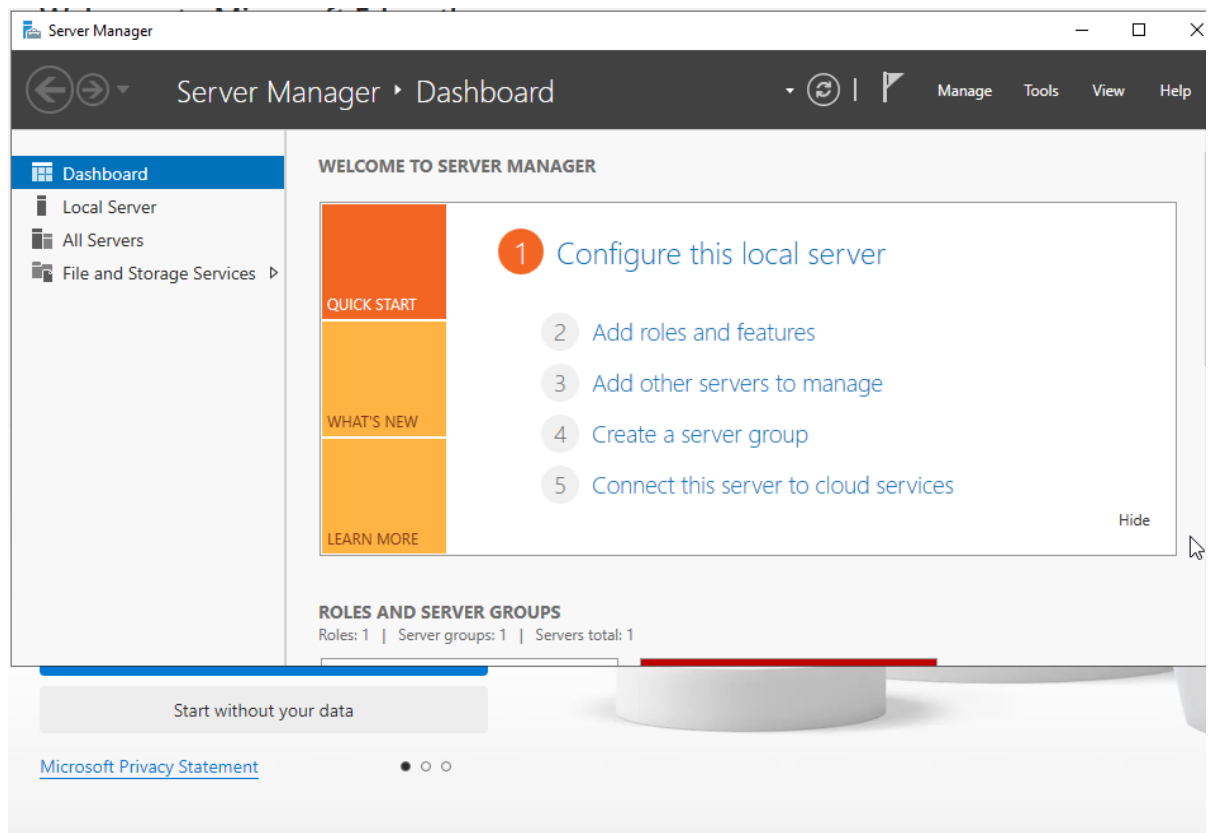 Server Manager
Server Manager ‣ Dashboard
Manage Tools View Help
Dashboard
Local Server
All Servers
File and Storage Services
WELCOME TO SERVER MANAGER
QUICK START
WHAT'S NEW
LEARN MORE
1 Configure this local server
2 Add roles and features
3 Add other servers to manage
4 Create a server group
5 Connect this server to cloud services
Hide
ROLES AND SERVER GROUPS
Roles: 1 | Server groups: 1 | Servers total: 1
Start without your data
Microsoft Privacy Statement